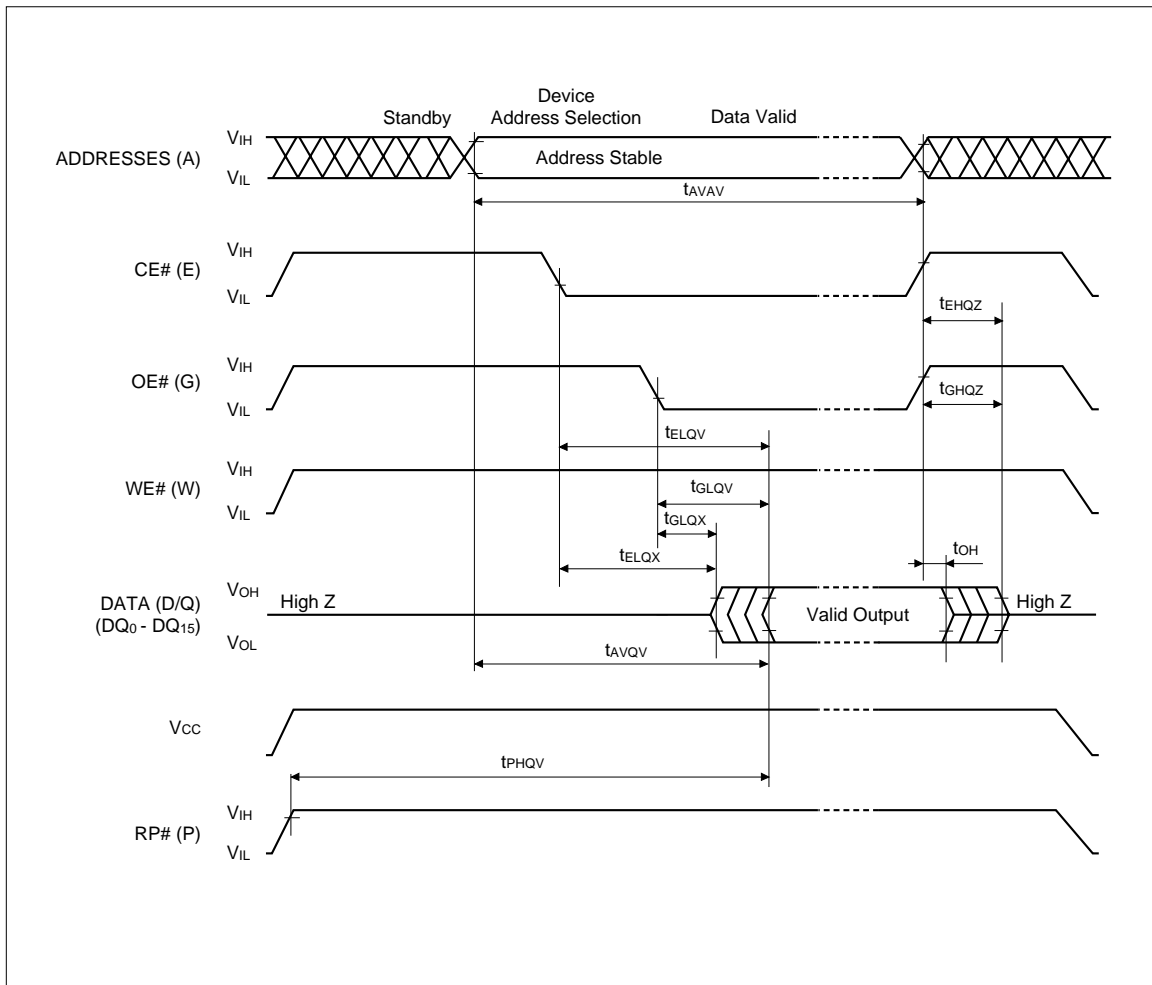 Device
Standby Address Selection Data Valid
ADDRESSES (A) VIH
VIL
Address Stable
tAVAV
CE# (E) VIH
VIL
tEHQZ
OE# (G) VIH
VIL
tGHQZ
tELQV
WE# (W) VIH
VIL
tGLQV
tGLQX
tELQX
tOH
DATA (D/Q)
(DQ0 - DQ15)
VOH
VOL
High Z Valid Output High Z
tAVQV
VCC
tPHQV
RP# (P) VIH
VIL